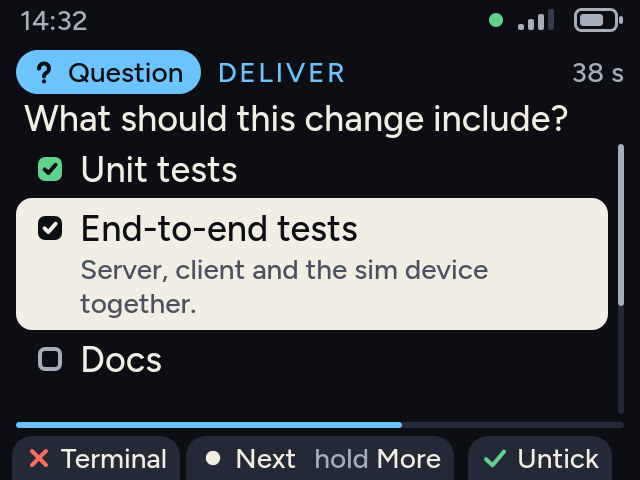 14:32
? Question DELIVER 38 s
What should this change include?
Unit tests
End-to-end tests
Server, client and the sim device
together.
Docs
Terminal Next hold More Untick